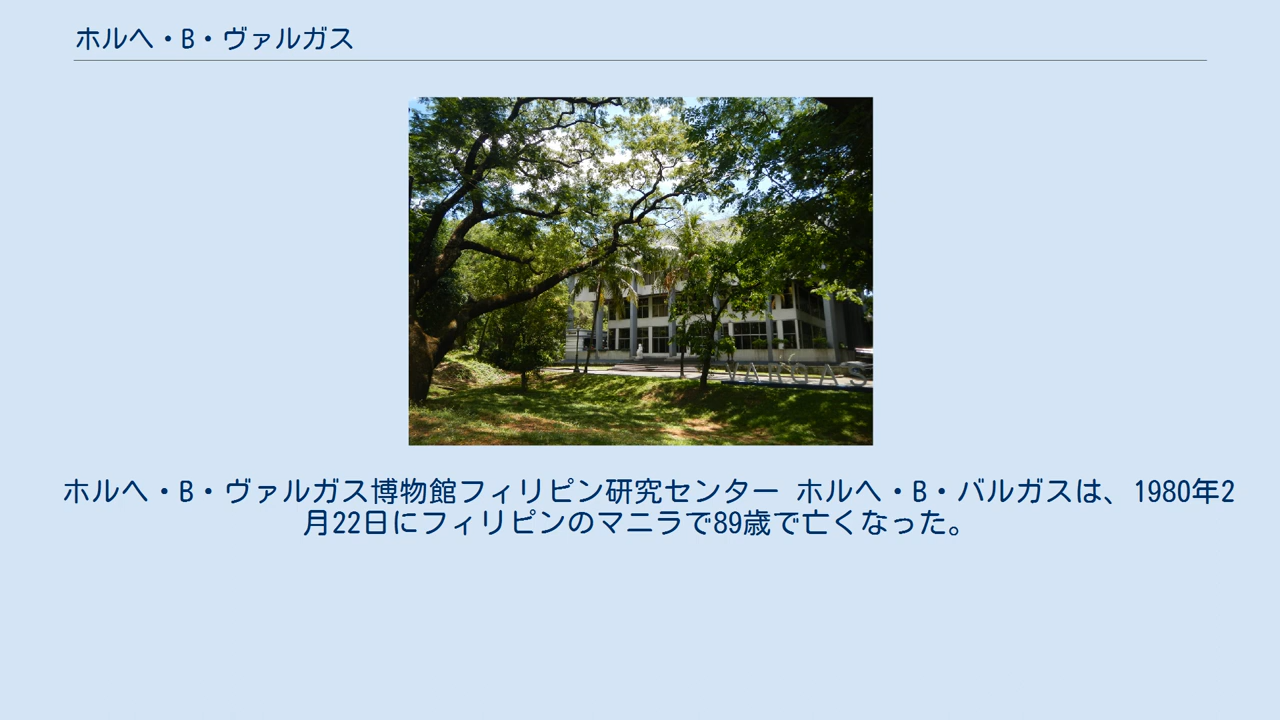 ホルヘ・B・ヴァルガス
VARGAS
ホルヘ・B・ヴァルガス博物館フィリピン研究センター ホルヘ・B・バルガスは、1980年2
月22日にフィリピンのマニラで89歳で亡くなった。